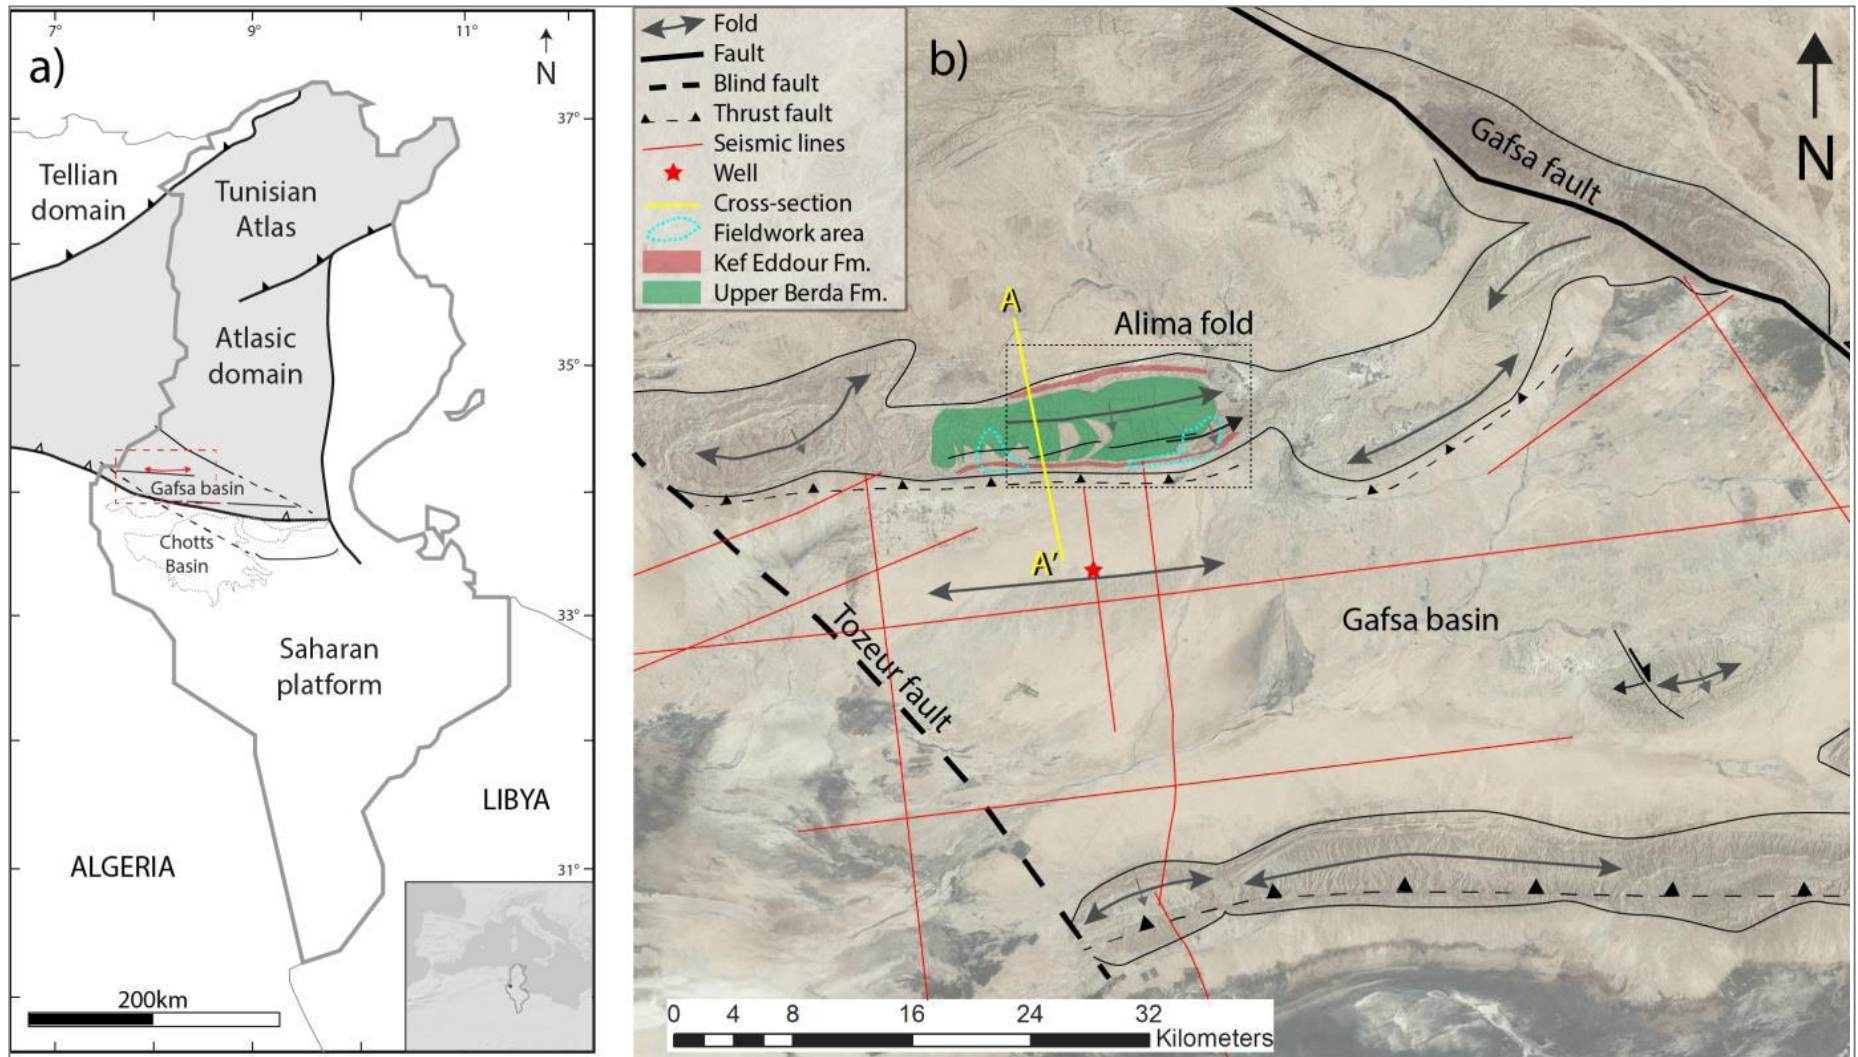 7°
9°
11°
a)
N
37°
Tellian
domain
Tunisian
Atlas
Atlasic
domain
35°
Gafsa basin
Chotts
Basin
33°
Saharan
platform
LIBYA
ALGERIA
31°
200km
Fold
Fault
Blind fault
Thrust fault
Seismic lines
Well
Cross-section
Fieldwork area
Kef Eddour Fm.
Upper Berda Fm.
b)
N
Gafsa fault
A
Alima fold
A'
Tozeur fault
Gafsa basin
0 4 8 16 24 32
Kilometers